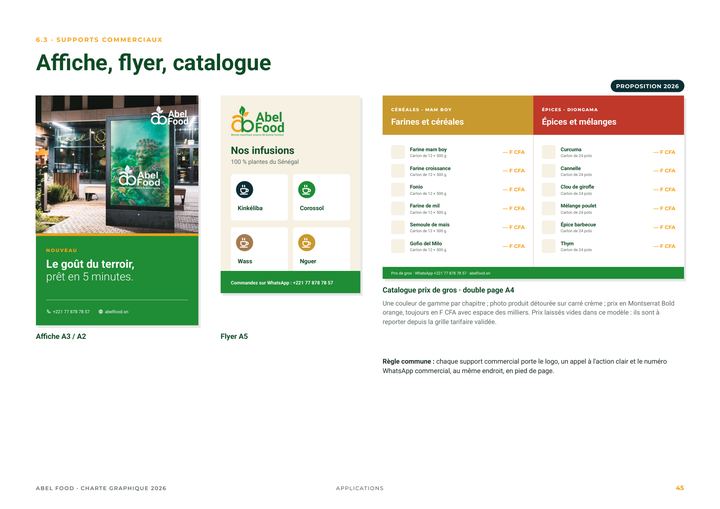 6.3 · SUPPORTS COMMERCIAUX
Affiche, flyer, catalogue
PROPOSITION 2026
Abel
Food
Abel
Food
NOUVEAU
Le goût du terroir,
prêt en 5 minutes.
+221 77 878 78 57
abelfood.sn
Affiche A3 / A2
Abel
Food
Nos infusions
100 % plantes du Sénégal
Kinkéliba
Corossol
Wass
Nguer
Commandez sur WhatsApp : +221 77 878 78 57
Flyer A5
CÉRÉALES · MAM BOY
Farines et céréales
Farine mam boy
Carton de 12 × 500 g
— F CFA
Farine croissance
Carton de 12 × 500 g
— F CFA
Fonio
Carton de 12 × 500 g
— F CFA
Farine de mil
Carton de 12 × 500 g
— F CFA
Semoule de maïs
Carton de 12 × 500 g
— F CFA
Gofio del Milo
Carton de 12 × 500 g
— F CFA
ÉPICES · DIONGAMA
Épices et mélanges
Curcuma
Carton de 24 pots
— F CFA
Cannelle
Carton de 24 pots
— F CFA
Clou de girofle
Carton de 24 pots
— F CFA
Mélange poulet
Carton de 24 pots
— F CFA
Épice barbecue
Carton de 24 pots
— F CFA
Thym
Carton de 24 pots
— F CFA
Prix de gros · WhatsApp +221 77 878 78 57 · abelfood.sn
Catalogue prix de gros · double page A4
Une couleur de gamme par chapitre ; photo produit détourée sur carré crème ; prix en Montserrat Bold
orange, toujours en F CFA avec espace des milliers. Prix laissés vides dans ce modèle : ils sont à
reporter depuis la grille tarifaire validée.
Règle commune : chaque support commercial porte le logo, un appel à l'action clair et le numéro
WhatsApp commercial, au même endroit, en pied de page.
ABEL FOOD · CHARTE GRAPHIQUE 2026
APPLICATIONS
45